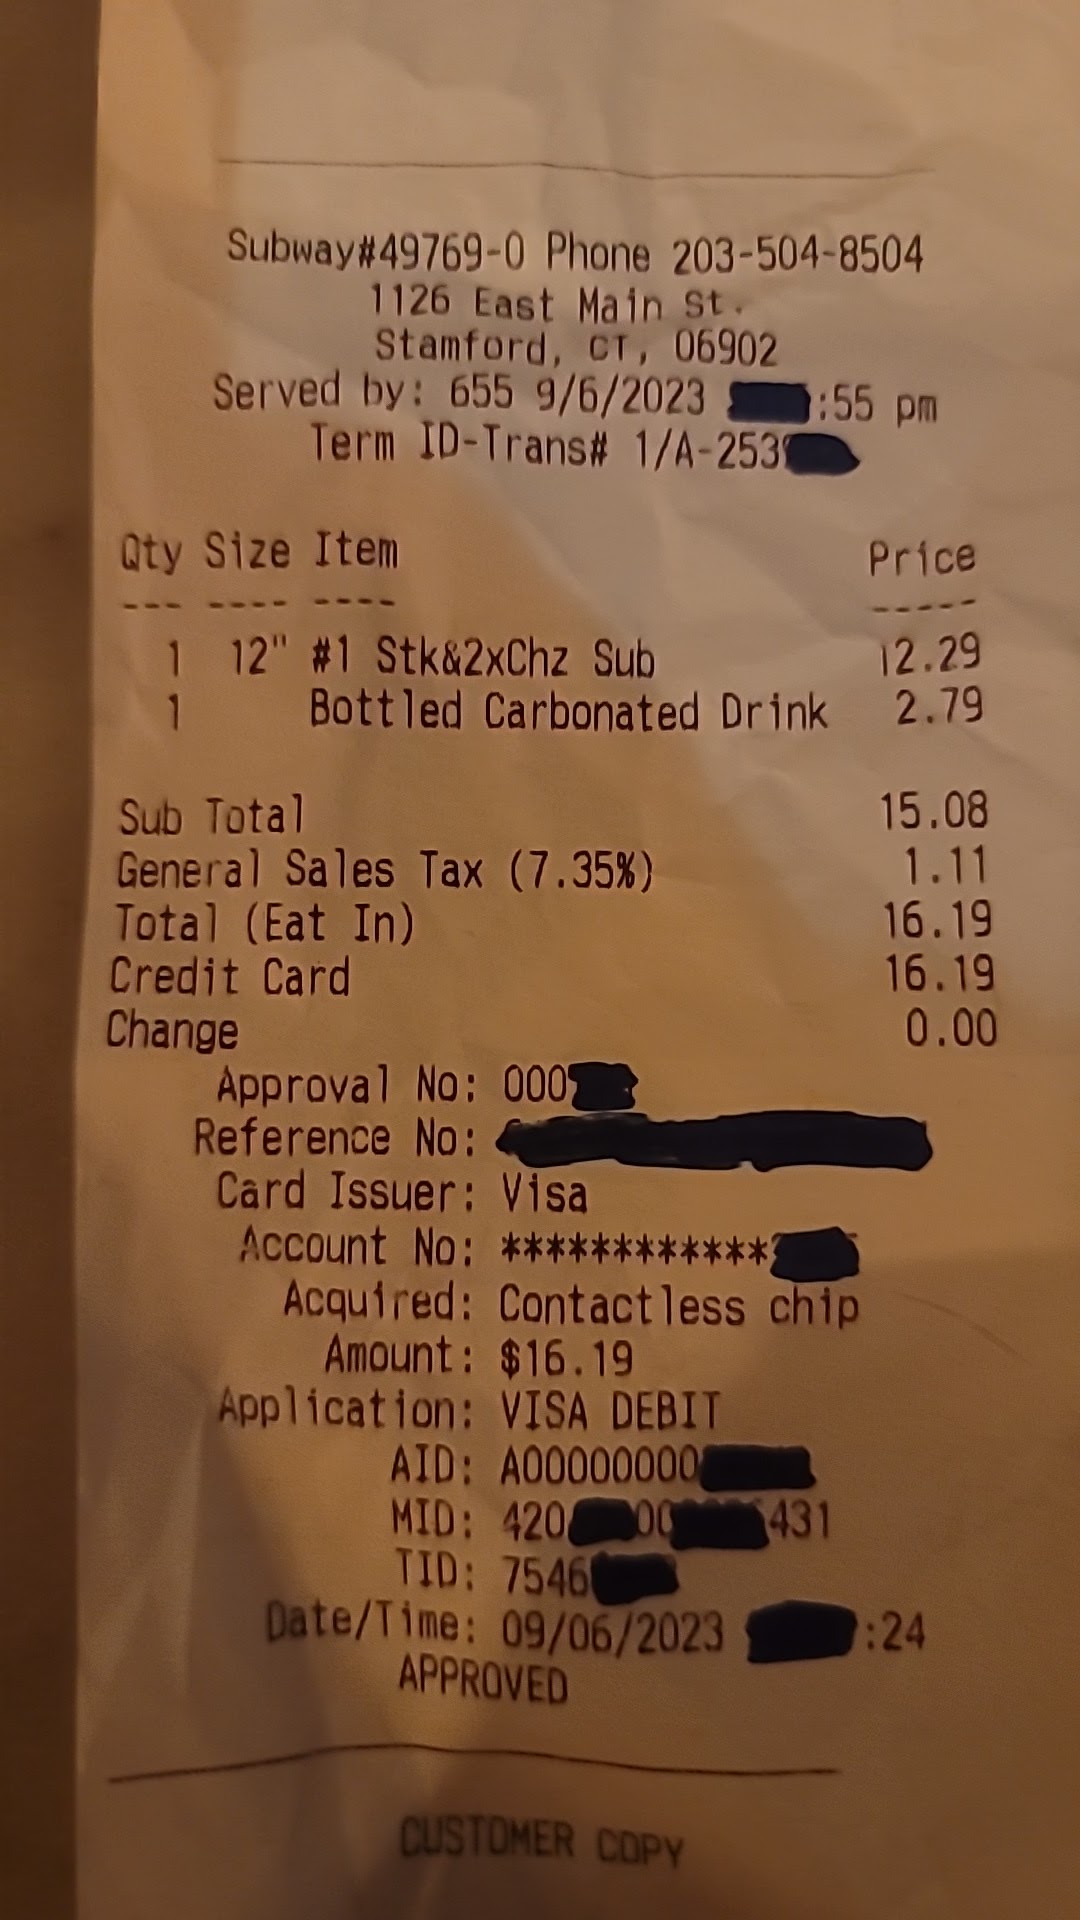 Subway#49769-0 Phone 203-504-8504
1126 East Main St.
Stamford, CT, 06902
Served by: 655 9/6/2023 :55 pm
Term ID-Trans# 1/A-253
Qty Size Item Price
--- ---- ---- -----
1 12" #1 Stk&2xChz Sub 12.29
1 Bottled Carbonated Drink 2.79
Sub Total 15.08
General Sales Tax (7.35%) 1.11
Total (Eat In) 16.19
Credit Card 16.19
Change 0.00
Approval No: 000
Reference No:
Card Issuer: Visa
Account No: ************
Acquired: Contactless chip
Amount: $16.19
Application: VISA DEBIT
AID: A00000000
MID: 420 00 431
TID: 7546
Date/Time: 09/06/2023 :24
APPROVED
CUSTOMER COPY